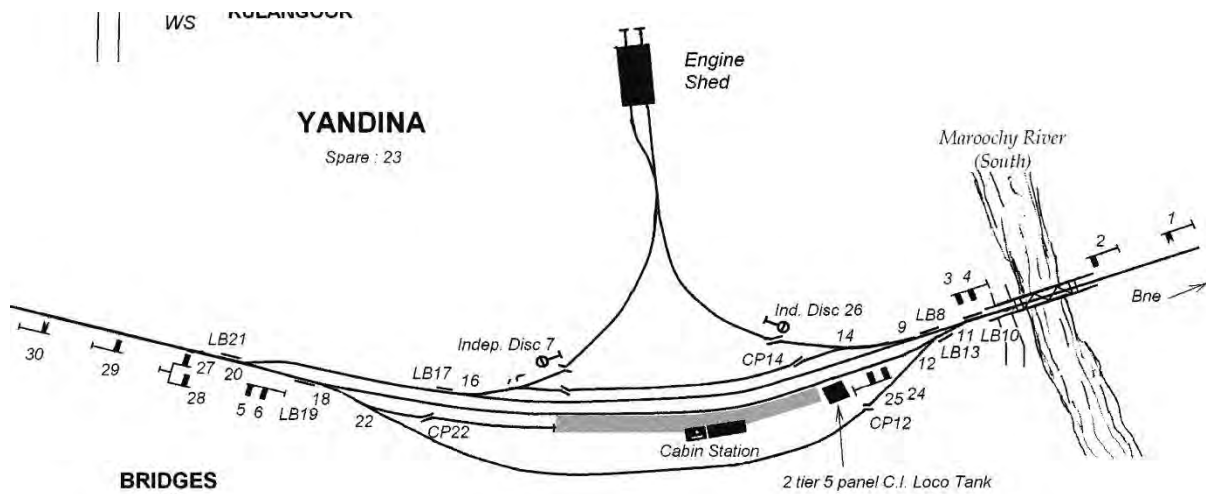 WS
KULANGOOR
Engine
Shed
YANDINA
Spare : 23
Maroochy River
(South)
1
2
3 4
Bne
Ind. Disc 26
LB8
9
14
11
LB10
LB13
12
CP14
Indep. Disc 7
LB21
LB17
16
30
29
27
20
28
5 6
LB19
18
22
CP22
25 24
CP12
Cabin Station
2 tier 5 panel C.I. Loco Tank
BRIDGES